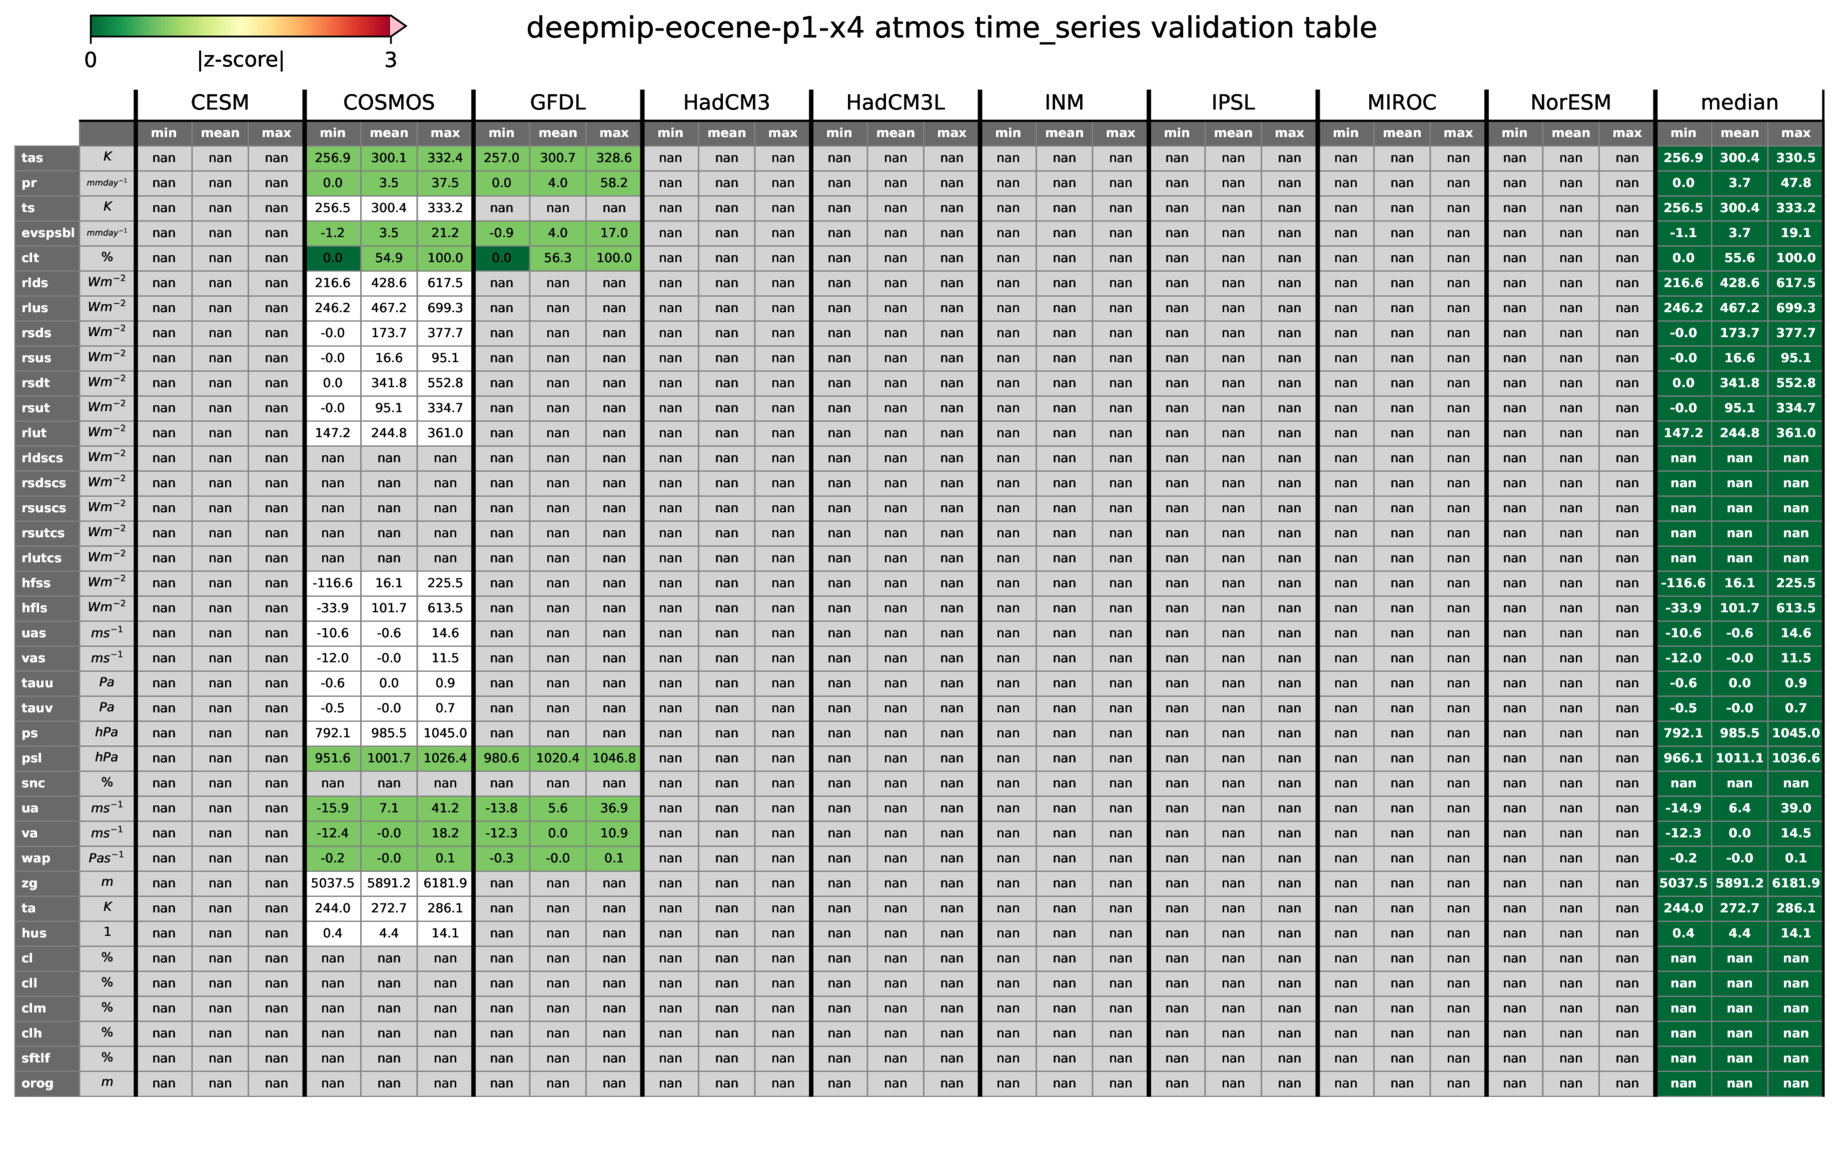 deepmip-eocene-p1-x4 atmos time_series validation table
0 |z-score| 3
CESM COSMOS GFDL HadCM3 HadCM3L INM IPSL MIROC NorESM median
min mean max min mean max min mean max min mean max min mean max min mean max min mean max min mean max min mean max min mean max
tas K nan nan nan 256.9 300.1 332.4 257.0 300.7 328.6 nan nan nan nan nan nan nan nan nan nan nan nan nan nan nan nan nan nan 256.9 300.4 330.5
pr mmday⁻¹ nan nan nan 0.0 3.5 37.5 0.0 4.0 58.2 nan nan nan nan nan nan nan nan nan nan nan nan nan nan nan nan nan nan 0.0 3.7 47.8
ts K nan nan nan 256.5 300.4 333.2 nan nan nan nan nan nan nan nan nan nan nan nan nan nan nan nan nan nan nan nan nan 256.5 300.4 333.2
evspsbl mmday⁻¹ nan nan nan -1.2 3.5 21.2 -0.9 4.0 17.0 nan nan nan nan nan nan nan nan nan nan nan nan nan nan nan nan nan nan -1.1 3.7 19.1
clt % nan nan nan 0.0 54.9 100.0 0.0 56.3 100.0 nan nan nan nan nan nan nan nan nan nan nan nan nan nan nan nan nan nan 0.0 55.6 100.0
rlds Wm⁻² nan nan nan 216.6 428.6 617.5 nan nan nan nan nan nan nan nan nan nan nan nan nan nan nan nan nan nan nan nan nan 216.6 428.6 617.5
rlus Wm⁻² nan nan nan 246.2 467.2 699.3 nan nan nan nan nan nan nan nan nan nan nan nan nan nan nan nan nan nan nan nan nan 246.2 467.2 699.3
rsds Wm⁻² nan nan nan -0.0 173.7 377.7 nan nan nan nan nan nan nan nan nan nan nan nan nan nan nan nan nan nan nan nan nan -0.0 173.7 377.7
rsus Wm⁻² nan nan nan -0.0 16.6 95.1 nan nan nan nan nan nan nan nan nan nan nan nan nan nan nan nan nan nan nan nan nan -0.0 16.6 95.1
rsdt Wm⁻² nan nan nan 0.0 341.8 552.8 nan nan nan nan nan nan nan nan nan nan nan nan nan nan nan nan nan nan nan nan nan 0.0 341.8 552.8
rsut Wm⁻² nan nan nan -0.0 95.1 334.7 nan nan nan nan nan nan nan nan nan nan nan nan nan nan nan nan nan nan nan nan nan -0.0 95.1 334.7
rlut Wm⁻² nan nan nan 147.2 244.8 361.0 nan nan nan nan nan nan nan nan nan nan nan nan nan nan nan nan nan nan nan nan nan 147.2 244.8 361.0
rldscs Wm⁻² nan nan nan nan nan nan nan nan nan nan nan nan nan nan nan nan nan nan nan nan nan nan nan nan nan nan nan nan nan nan
rsdscs Wm⁻² nan nan nan nan nan nan nan nan nan nan nan nan nan nan nan nan nan nan nan nan nan nan nan nan nan nan nan nan nan nan
rsuscs Wm⁻² nan nan nan nan nan nan nan nan nan nan nan nan nan nan nan nan nan nan nan nan nan nan nan nan nan nan nan nan nan nan
rsutcs Wm⁻² nan nan nan nan nan nan nan nan nan nan nan nan nan nan nan nan nan nan nan nan nan nan nan nan nan nan nan nan nan nan
rlutcs Wm⁻² nan nan nan nan nan nan nan nan nan nan nan nan nan nan nan nan nan nan nan nan nan nan nan nan nan nan nan nan nan nan
hfss Wm⁻² nan nan nan -116.6 16.1 225.5 nan nan nan nan nan nan nan nan nan nan nan nan nan nan nan nan nan nan nan nan nan -116.6 16.1 225.5
hfls Wm⁻² nan nan nan -33.9 101.7 613.5 nan nan nan nan nan nan nan nan nan nan nan nan nan nan nan nan nan nan nan nan nan -33.9 101.7 613.5
uas ms⁻¹ nan nan nan -10.6 -0.6 14.6 nan nan nan nan nan nan nan nan nan nan nan nan nan nan nan nan nan nan nan nan nan -10.6 -0.6 14.6
vas ms⁻¹ nan nan nan -12.0 -0.0 11.5 nan nan nan nan nan nan nan nan nan nan nan nan nan nan nan nan nan nan nan nan nan -12.0 -0.0 11.5
tauu Pa nan nan nan -0.6 0.0 0.9 nan nan nan nan nan nan nan nan nan nan nan nan nan nan nan nan nan nan nan nan nan -0.6 0.0 0.9
tauv Pa nan nan nan -0.5 -0.0 0.7 nan nan nan nan nan nan nan nan nan nan nan nan nan nan nan nan nan nan nan nan nan -0.5 -0.0 0.7
ps hPa nan nan nan 792.1 985.5 1045.0 nan nan nan nan nan nan nan nan nan nan nan nan nan nan nan nan nan nan nan nan nan 792.1 985.5 1045.0
psl hPa nan nan nan 951.6 1001.7 1026.4 980.6 1020.4 1046.8 nan nan nan nan nan nan nan nan nan nan nan nan nan nan nan nan nan nan 966.1 1011.1 1036.6
snc % nan nan nan nan nan nan nan nan nan nan nan nan nan nan nan nan nan nan nan nan nan nan nan nan nan nan nan nan nan nan
ua ms⁻¹ nan nan nan -15.9 7.1 41.2 -13.8 5.6 36.9 nan nan nan nan nan nan nan nan nan nan nan nan nan nan nan nan nan nan -14.9 6.4 39.0
va ms⁻¹ nan nan nan -12.4 -0.0 18.2 -12.3 0.0 10.9 nan nan nan nan nan nan nan nan nan nan nan nan nan nan nan nan nan nan -12.3 0.0 14.5
wap Pas⁻¹ nan nan nan -0.2 -0.0 0.1 -0.3 -0.0 0.1 nan nan nan nan nan nan nan nan nan nan nan nan nan nan nan nan nan nan -0.2 -0.0 0.1
zg m nan nan nan 5037.5 5891.2 6181.9 nan nan nan nan nan nan nan nan nan nan nan nan nan nan nan nan nan nan nan nan nan 5037.5 5891.2 6181.9
ta K nan nan nan 244.0 272.7 286.1 nan nan nan nan nan nan nan nan nan nan nan nan nan nan nan nan nan nan nan nan nan 244.0 272.7 286.1
hus 1 nan nan nan 0.4 4.4 14.1 nan nan nan nan nan nan nan nan nan nan nan nan nan nan nan nan nan nan nan nan nan 0.4 4.4 14.1
cl % nan nan nan nan nan nan nan nan nan nan nan nan nan nan nan nan nan nan nan nan nan nan nan nan nan nan nan nan nan nan
cll % nan nan nan nan nan nan nan nan nan nan nan nan nan nan nan nan nan nan nan nan nan nan nan nan nan nan nan nan nan nan
clm % nan nan nan nan nan nan nan nan nan nan nan nan nan nan nan nan nan nan nan nan nan nan nan nan nan nan nan nan nan nan
clh % nan nan nan nan nan nan nan nan nan nan nan nan nan nan nan nan nan nan nan nan nan nan nan nan nan nan nan nan nan nan
sftlf % nan nan nan nan nan nan nan nan nan nan nan nan nan nan nan nan nan nan nan nan nan nan nan nan nan nan nan nan nan nan
orog m nan nan nan nan nan nan nan nan nan nan nan nan nan nan nan nan nan nan nan nan nan nan nan nan nan nan nan nan nan nan